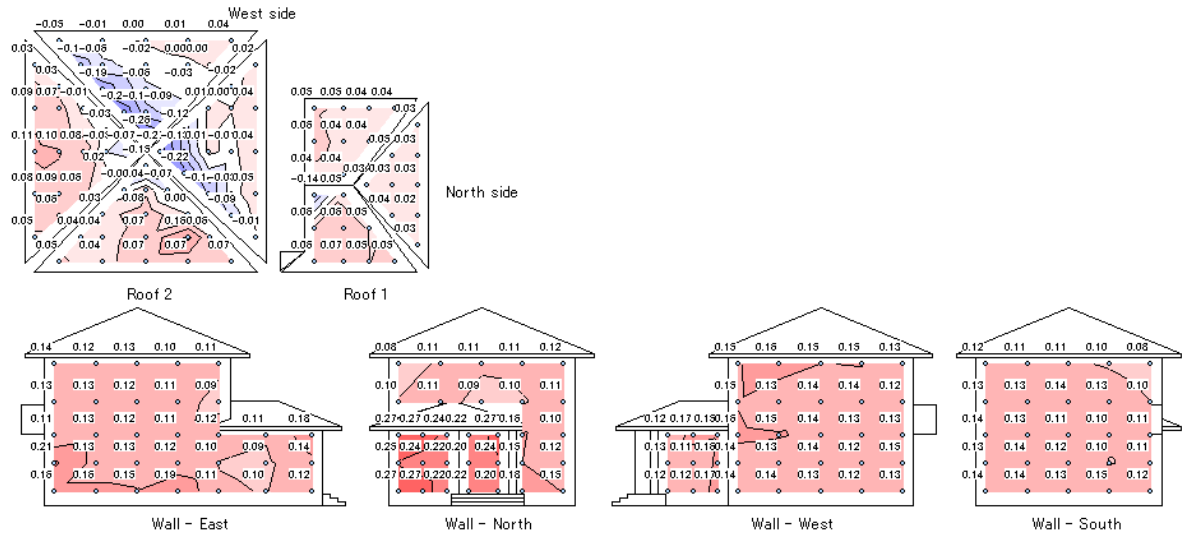 West side
-0.05 -0.01 0.00 0.01 0.04
0.03 -0.1 -0.06 -0.02 0.00 0.00 0.02
0.03 -0.19 -0.06 -0.03 -0.02
0.09 0.07 -0.01 -0.2 -0.1 -0.09 0.01 0.00 0.04
-0.03 -0.26 -0.12
0.11 0.10 0.08 -0.05 -0.07 -0.2 -0.13 0.01 0.04
0.02 -0.15 -0.22
0.08 0.09 0.06 -0.00 0.04 -0.07 -0.1 0.05
0.06 0.03 0.08 0.00 -0.09
0.05 0.04 0.04 0.07 0.16 0.06 -0.01
0.05 0.04 0.07 0.07 0.07
Roof 2
0.05 0.05 0.04 0.04
0.03
0.06 0.04 0.04
0.05 0.03
0.04 0.04
0.03 0.03 0.03
-0.14 0.05
0.04 0.02
0.06 0.06 0.05 0.05
0.03
0.06 0.07 0.05 0.05
Roof 1
North side
0.14 0.12 0.13 0.10 0.11
0.13 0.13 0.12 0.11 0.09
0.11 0.13 0.12 0.11 0.12 0.11 0.16
0.21 0.13 0.13 0.12 0.10 0.09 0.14
0.15 0.16 0.15 0.19 0.11 0.10 0.12
Wall - East
0.08 0.11 0.11 0.11 0.12
0.10 0.11 0.09 0.10 0.11
0.27 0.27 0.24 0.22 0.27 0.16 0.10
0.25 0.24 0.22 0.20 0.24 0.15 0.12
0.27 0.27 0.22 0.22 0.20 0.13 0.15
Wall - North
0.15 0.16 0.15 0.15 0.13
0.15 0.13 0.14 0.14 0.13
0.12 0.17 0.15 0.16 0.15 0.14 0.13 0.12
0.13 0.11 0.16 0.14 0.15 0.14 0.12 0.13
0.12 0.12 0.15 0.14 0.14 0.13 0.12 0.13
Wall - West
0.12 0.11 0.11 0.10 0.08
0.13 0.13 0.14 0.13 0.10
0.14 0.13 0.11 0.10 0.11
0.14 0.13 0.11 0.10 0.11
0.14 0.14 0.11 0.15 0.12
Wall - South